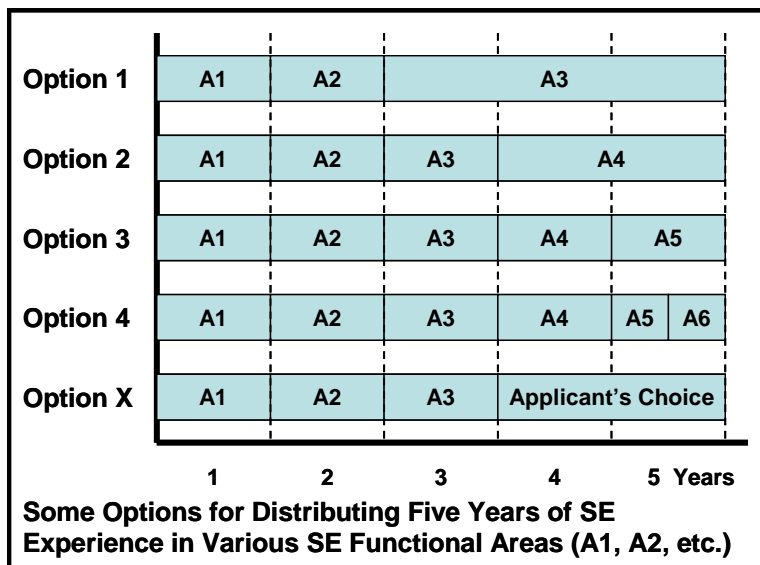 Option 1 A1 A2 A3
Option 2 A1 A2 A3 A4
Option 3 A1 A2 A3 A4 A5
Option 4 A1 A2 A3 A4 A5 A6
Option X A1 A2 A3 Applicant's Choice
1 2 3 4 5 Years
Some Options for Distributing Five Years of SE
Experience in Various SE Functional Areas (A1, A2, etc.)